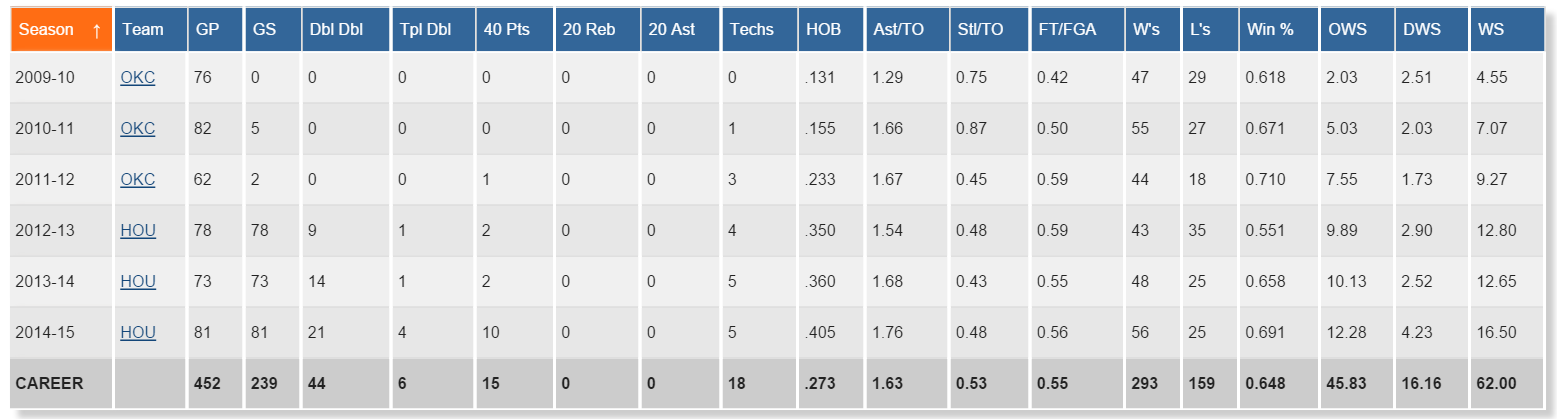 Season ↑ Team GP GS Dbl Dbl Tpl Dbl 40 Pts 20 Reb 20 Ast Techs HOB Ast/TO Stl/TO FT/FGA W's L's Win % OWS DWS WS
2009-10 OKC 76 0 0 0 0 0 0 0 .131 1.29 0.75 0.42 47 29 0.618 2.03 2.51 4.55
2010-11 OKC 82 5 0 0 0 0 0 1 .155 1.66 0.87 0.50 55 27 0.671 5.03 2.03 7.07
2011-12 OKC 62 2 0 0 1 0 0 3 .233 1.67 0.45 0.59 44 18 0.710 7.55 1.73 9.27
2012-13 HOU 78 78 9 1 2 0 0 4 .350 1.54 0.48 0.59 43 35 0.551 9.89 2.90 12.80
2013-14 HOU 73 73 14 1 2 0 0 5 .360 1.68 0.43 0.55 48 25 0.658 10.13 2.52 12.65
2014-15 HOU 81 81 21 4 10 0 0 5 .405 1.76 0.48 0.56 56 25 0.691 12.28 4.23 16.50
CAREER 452 239 44 6 15 0 0 18 .273 1.63 0.53 0.55 293 159 0.648 45.83 16.16 62.00